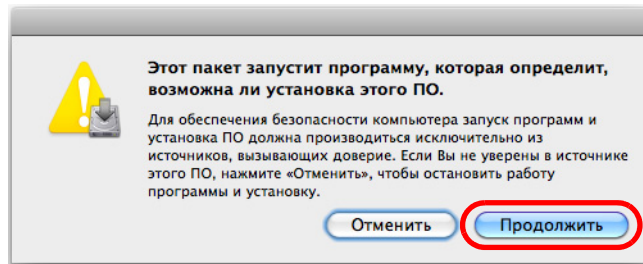 Этот пакет запустит программу, которая определит,
возможна ли установка этого ПО.
Для обеспечения безопасности компьютера запуск программ и
установка ПО должна производиться исключительно из
источников, вызывающих доверие. Если Вы не уверены в источнике
этого ПО, нажмите «Отменить», чтобы остановить работу
программы и установку.
Отменить Продолжить